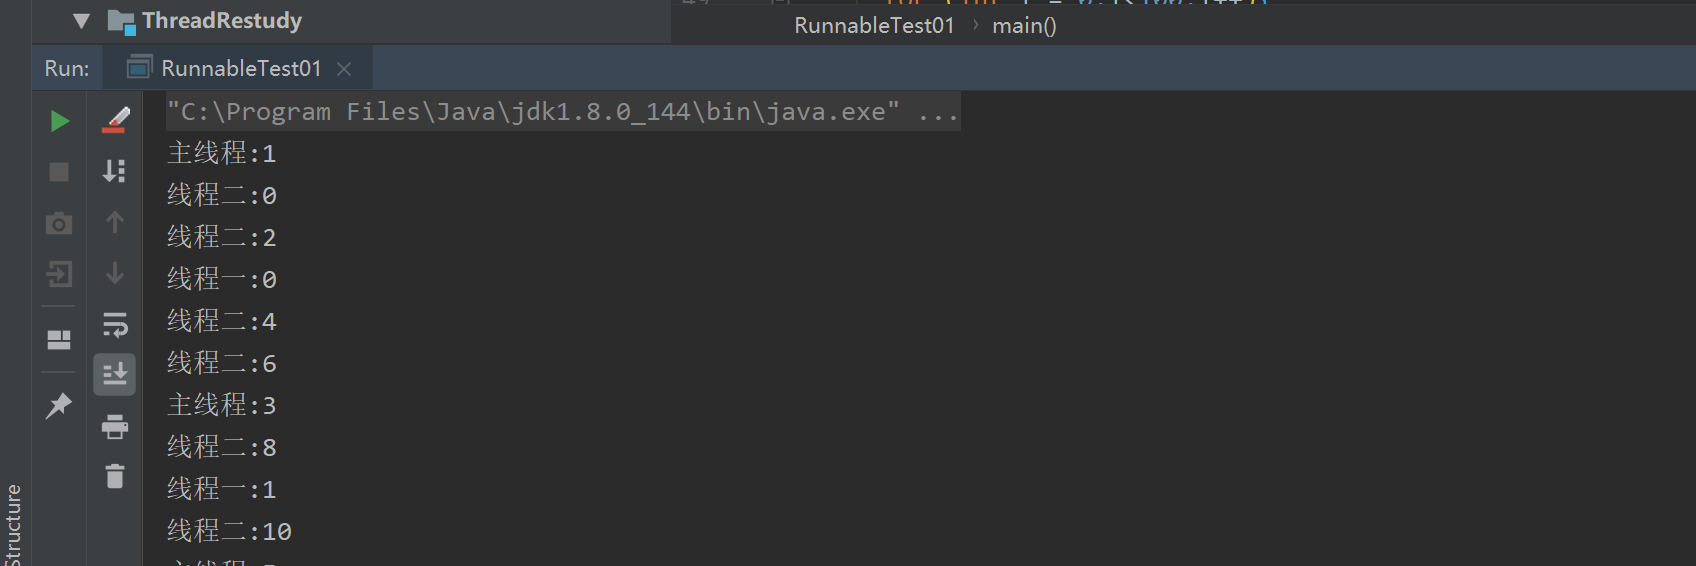 ThreadRestudy
RunnableTest01 › main()
Run: RunnableTest01
"C:\Program Files\Java\jdk1.8.0_144\bin\java.exe" ...
主线程:1
线程二:0
线程二:2
线程一:0
线程二:4
线程二:6
主线程:3
线程二:8
线程一:1
线程二:10
Structure